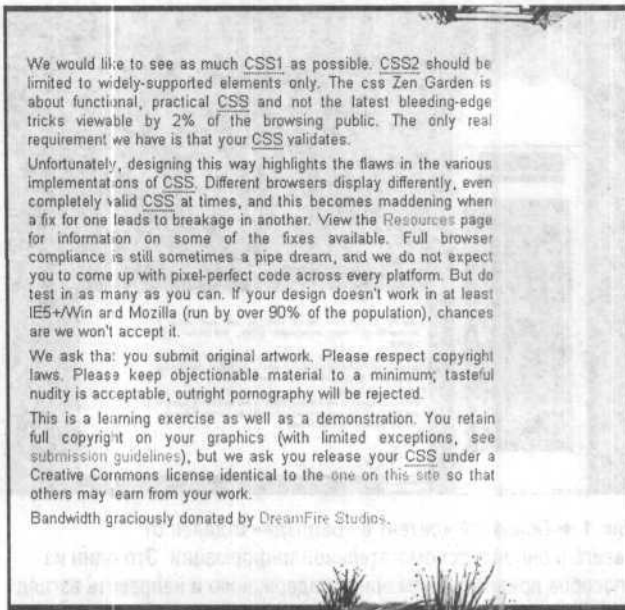 We would like to see as much CSS1 as possible. CSS2 should be
limited to widely-supported elements only. The css Zen Garden is
about functional, practical CSS and not the latest bleeding-edge
tricks viewable by 2% of the browsing public. The only real
requirement we have is that your CSS validates.
Unfortunately, designing this way highlights the flaws in the various
implementations of CSS. Different browsers display differently, even
completely valid CSS at times, and this becomes maddening when
a fix for one leads to breakage in another. View the Resources page
for information on some of the fixes available. Full browser
compliance is still sometimes a pipe dream, and we do not expect
you to come up with pixel-perfect code across every platform. But do
test in as many as you can. If your design doesn't work in at least
IE5+/Win and Mozilla (run by over 90% of the population), chances
are we won't accept it.
We ask that you submit original artwork. Please respect copyright
laws. Please keep objectionable material to a minimum; tasteful
nudity is acceptable, outright pornography will be rejected.
This is a learning exercise as well as a demonstration. You retain
full copyright on your graphics (with limited exceptions, see
submission guidelines), but we ask you release your CSS under a
Creative Commons license identical to the one on this site so that
others may learn from your work.
Bandwidth graciously donated by DreamFire Studios.